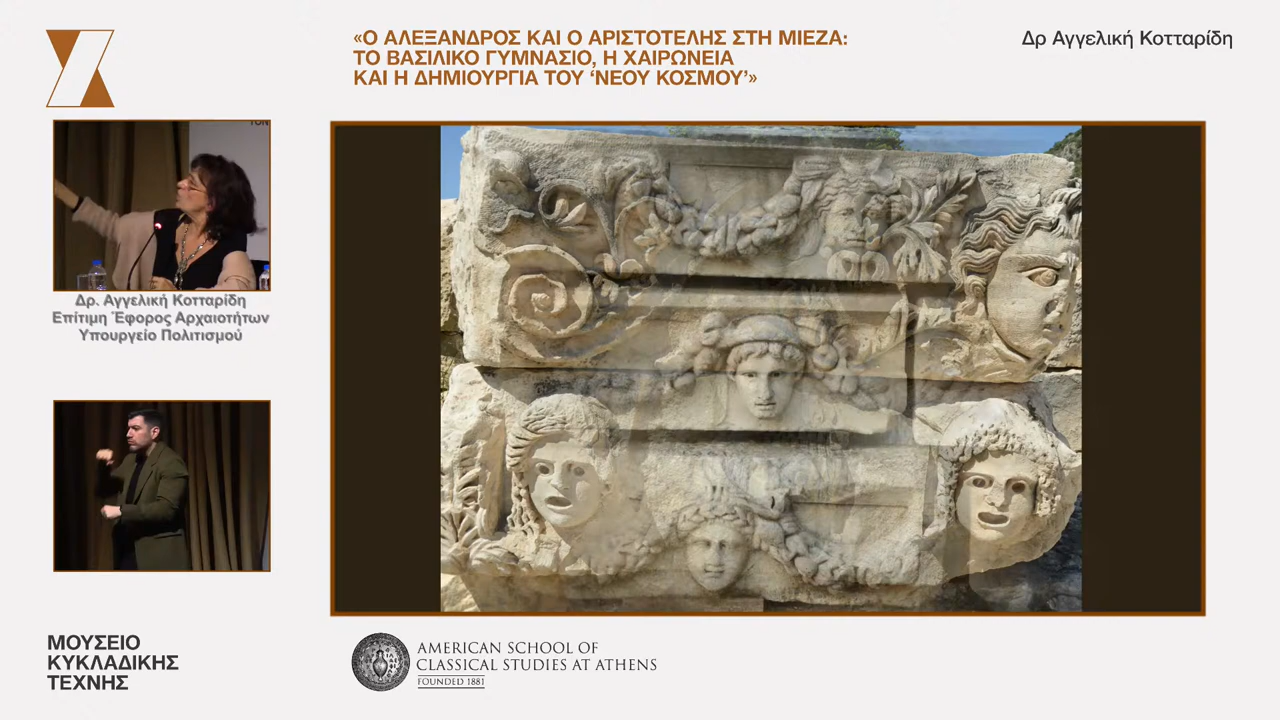 «Ο ΑΛΕΞΑΝΔΡΟΣ ΚΑΙ Ο ΑΡΙΣΤΟΤΕΛΗΣ ΣΤΗ ΜΙΕΖΑ:
ΤΟ ΒΑΣΙΛΙΚΟ ΓΥΜΝΑΣΙΟ, Η ΧΑΙΡΩΝΕΙΑ
ΚΑΙ Η ΔΗΜΙΟΥΡΓΙΑ ΤΟΥ ‘ΝΕΟΥ ΚΟΣΜΟΥ’»
Δρ Αγγελική Κοτταρίδη
Δρ. Αγγελική Κοτταρίδη
Επίτιμη Έφορος Αρχαιοτήτων
Υπουργείο Πολιτισμού
ΜΟΥΣΕΙΟ
ΚΥΚΛΑΔΙΚΗΣ
ΤΕΧΝΗΣ
AMERICAN SCHOOL OF
CLASSICAL STUDIES AT ATHENS
FOUNDED 1881